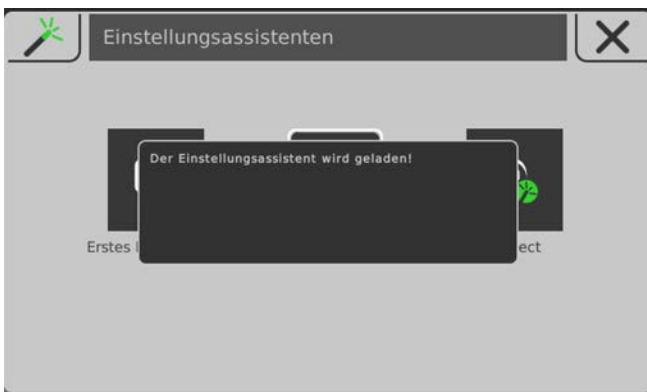 Einstellungsassistenten
Der Einstellungsassistent wird geladen!
Erstes
ect